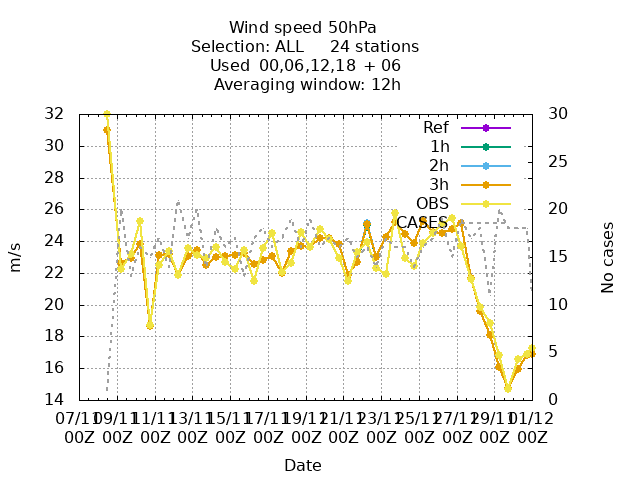 Wind speed 50hPa
Selection: ALL     24 stations
Used  00,06,12,18 + 06
Averaging window: 12h
32
30
28
26
24
22
20
18
16
14
30
25
20
15
10
5
0
Ref
1h
2h
3h
OBS
CASES
m/s
No cases
07/11 09/11 11/11 13/11 15/11 17/11 19/11 21/11 23/11 25/11 27/11 29/11 01/12
00Z 00Z 00Z 00Z 00Z 00Z 00Z 00Z 00Z 00Z 00Z 00Z 00Z
Date